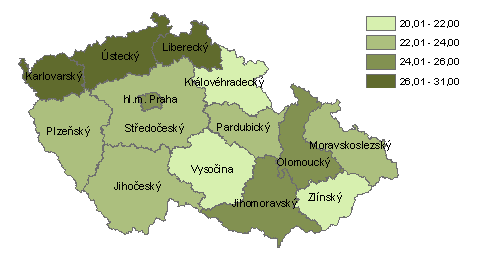 20,01 - 22,00
22,01 - 24,00
24,01 - 26,00
26,01 - 31,00
Liberecký
Ústecký
Karlovarský
Královéhradecký
hl.m. Praha
Plzeňský
Středočeský
Pardubický
Moravskoslezský
Olomoucký
Vysočina
Jihočeský
Zlínský
Jihomoravský